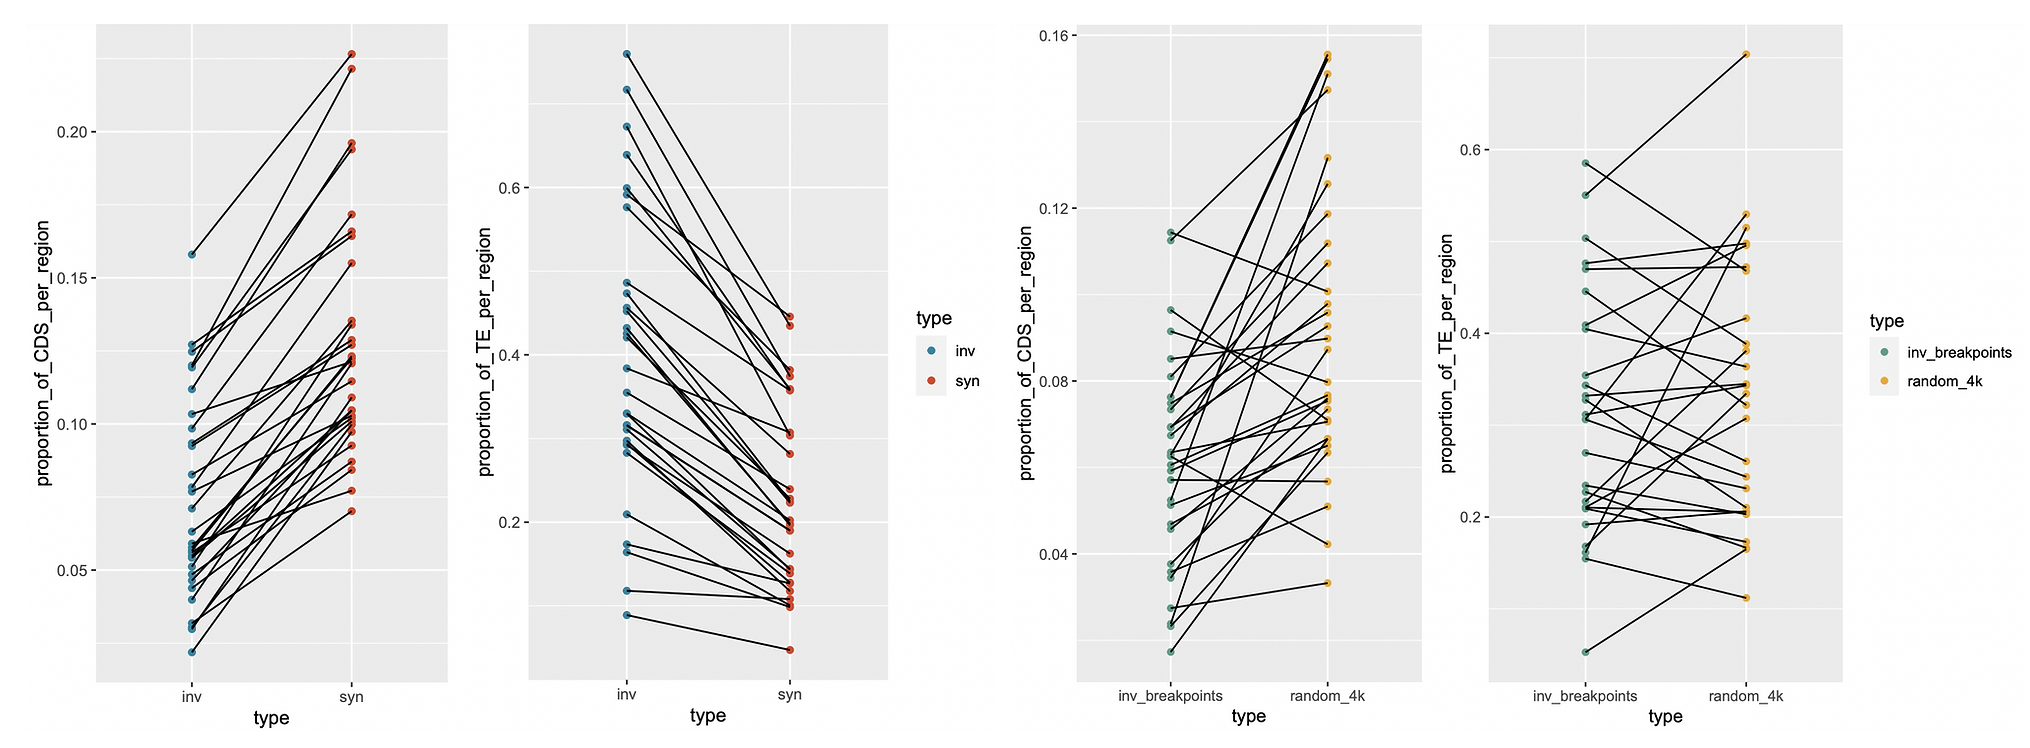 proportion_of_CDS_per_region
0.20
0.15
0.10
0.05
inv
syn
type
proportion_of_TE_per_region
0.6
0.4
0.2
inv
syn
type
type
inv
syn
proportion_of_CDS_per_region
0.16
0.12
0.08
0.04
inv_breakpoints
random_4k
type
proportion_of_TE_per_region
0.6
0.4
0.2
inv_breakpoints
random_4k
type
type
inv_breakpoints
random_4k